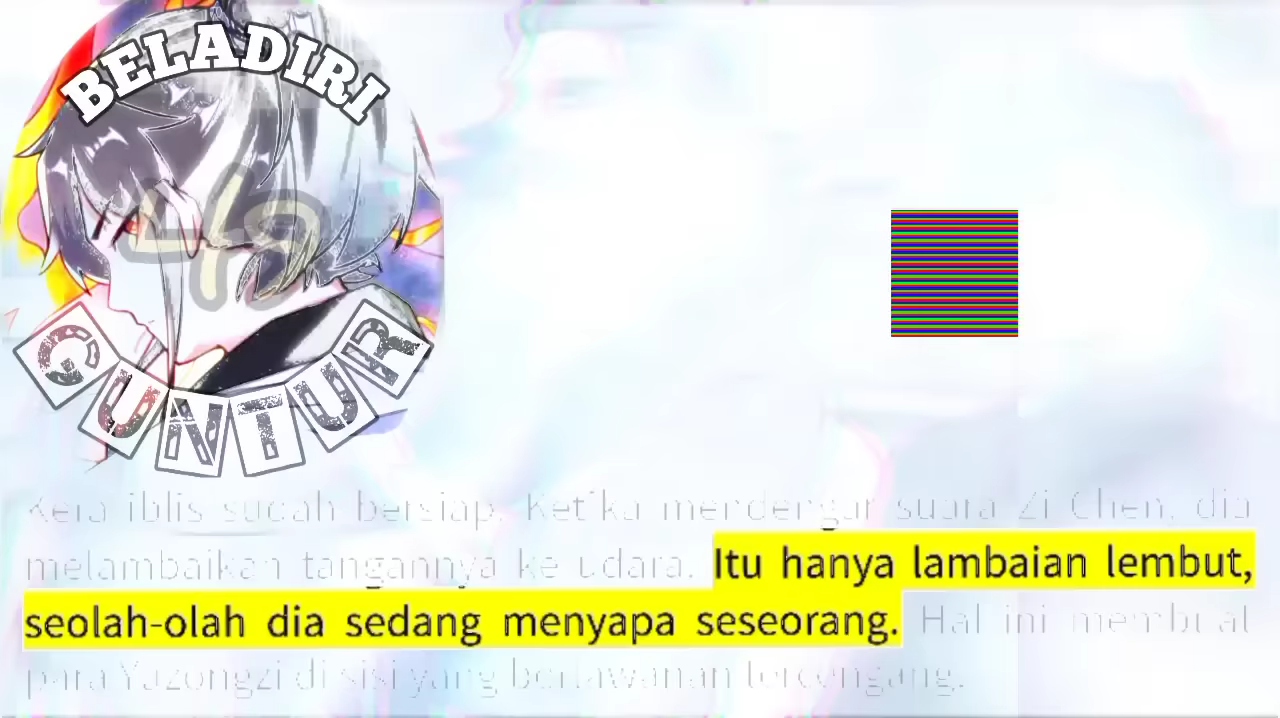 BELADIRI
GUNTUR
Kera iblis sudah bersiap. Ketika mendengar suara Zi Chen, dia
melambaikan tangannya ke udara. Itu hanya lambaian lembut,
seolah-olah dia sedang menyapa seseorang. Hal ini membuat
para Yazongzi di sisi yang berlawanan tercengang.